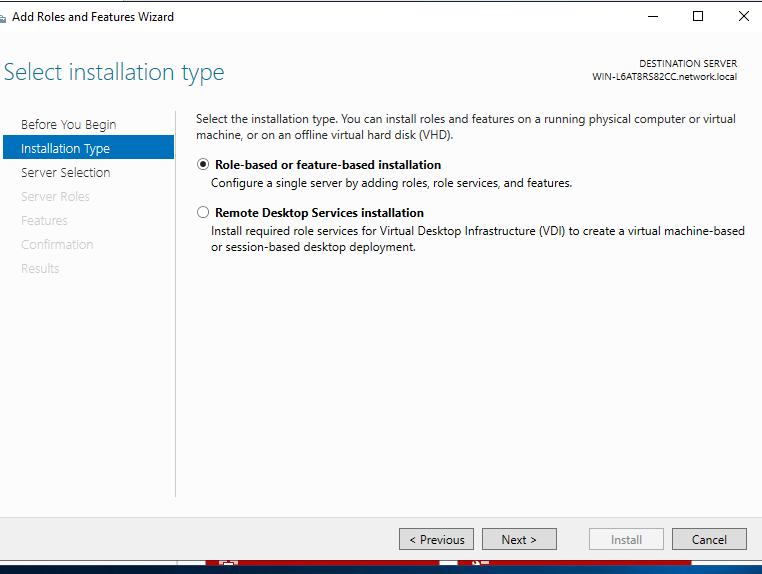 Add Roles and Features Wizard
Select installation type
DESTINATION SERVER
WIN-L6AT8RS82CC.network.local
Before You Begin
Installation Type
Server Selection
Server Roles
Features
Confirmation
Results
Select the installation type. You can install roles and features on a running physical computer or virtual
machine, or on an offline virtual hard disk (VHD).
Role-based or feature-based installation
Configure a single server by adding roles, role services, and features.
Remote Desktop Services installation
Install required role services for Virtual Desktop Infrastructure (VDI) to create a virtual machine-based
or session-based desktop deployment.
< Previous
Next >
Install
Cancel